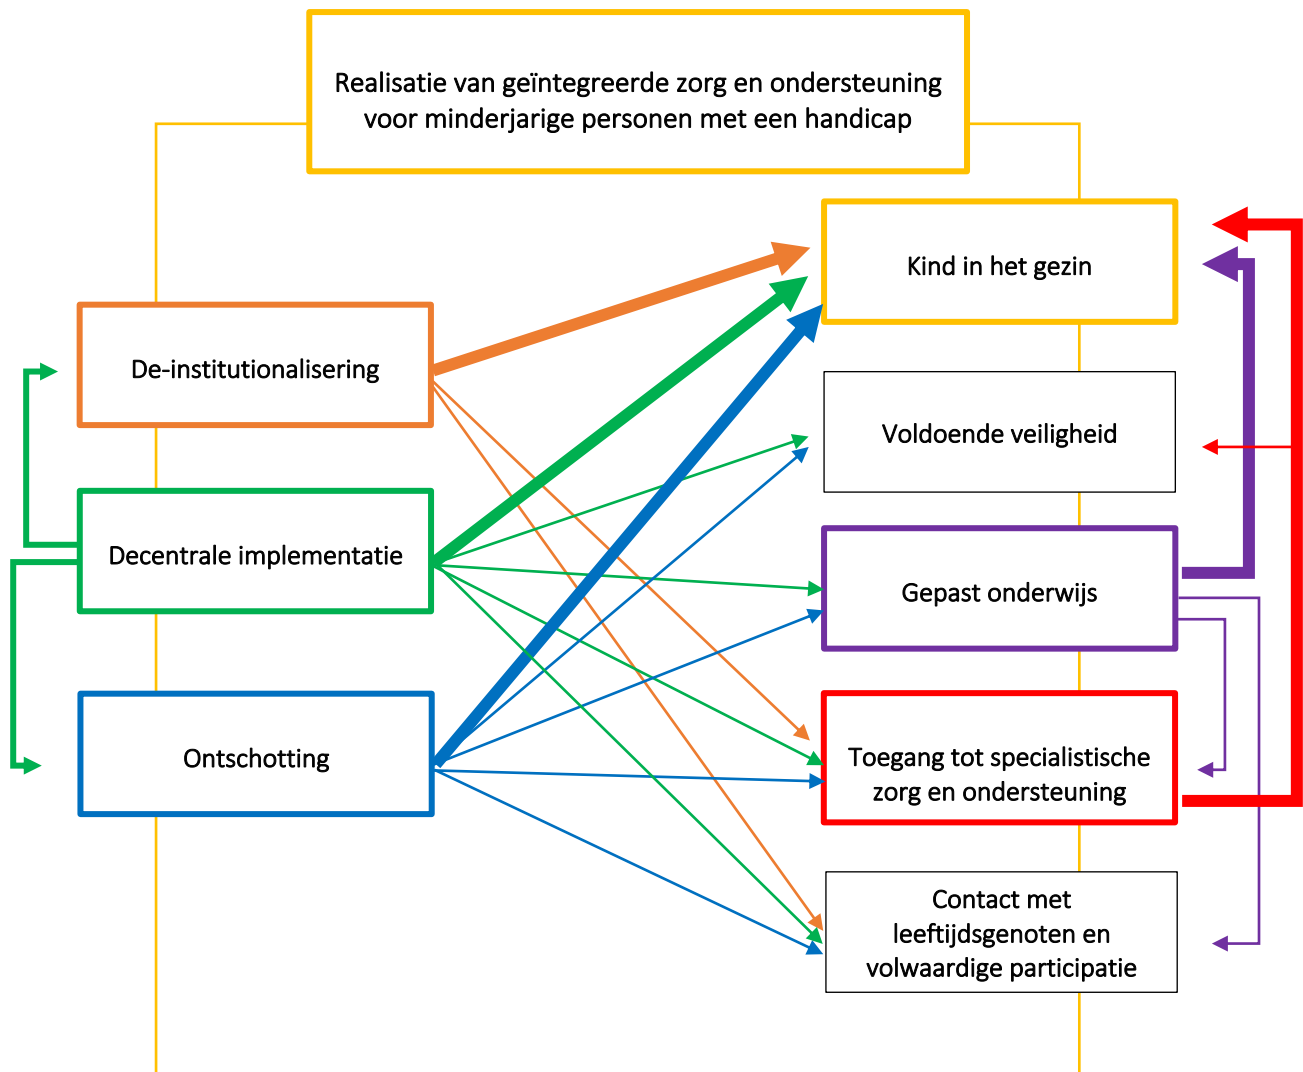 Realisatie van geïntegreerde zorg en ondersteuning
voor minderjarige personen met een handicap
Kind in het gezin
De-institutionalisering
Voldoende veiligheid
Decentrale implementatie
Gepast onderwijs
Ontschotting
Toegang tot specialistische
zorg en ondersteuning
Contact met
leeftijdsgenoten en
volwaardige participatie